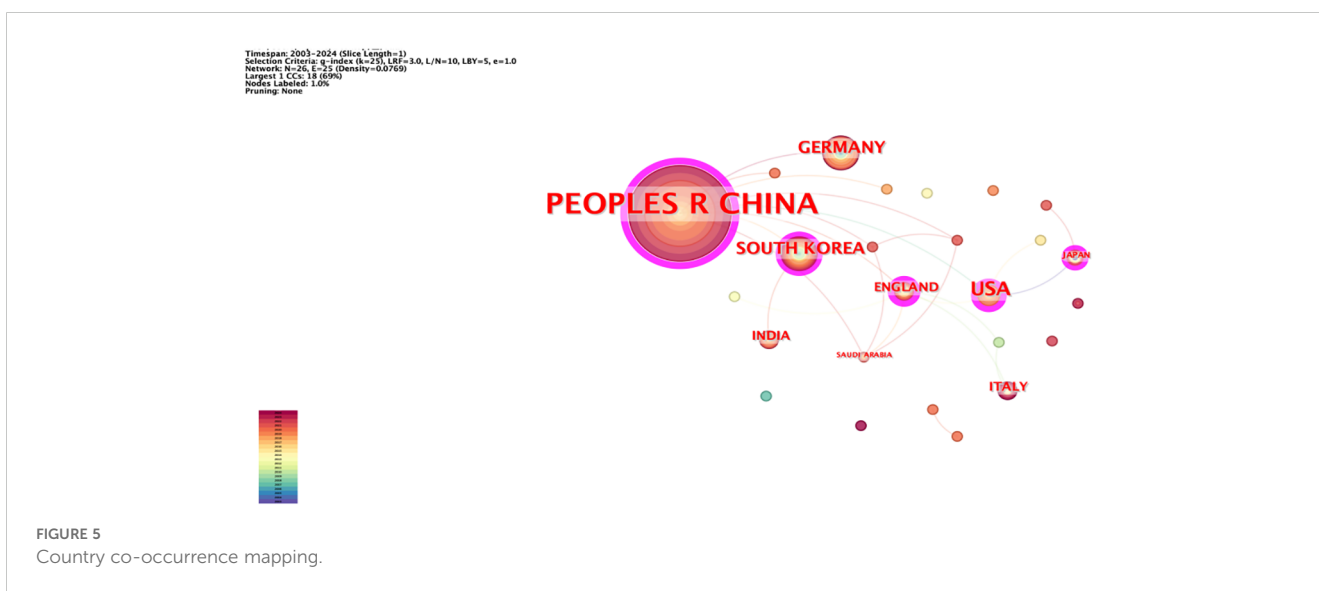 Timespan: 2003-2024 (Slice Length=1)
Selection Criteria: g-index (k=25), LRF=3.0, L/N=10, LBY=5, e=1.0
Network: N=26, E=25 (Density=0.0769)
Largest 1 CCs: 18 (69%)
Nodes Labeled: 1.0%
Pruning: None
GERMANY
PEOPLES R CHINA
SOUTH KOREA
JAPAN
ENGLAND
USA
INDIA
SAUDI ARABIA
ITALY
FIGURE 5
Country co-occurrence mapping.